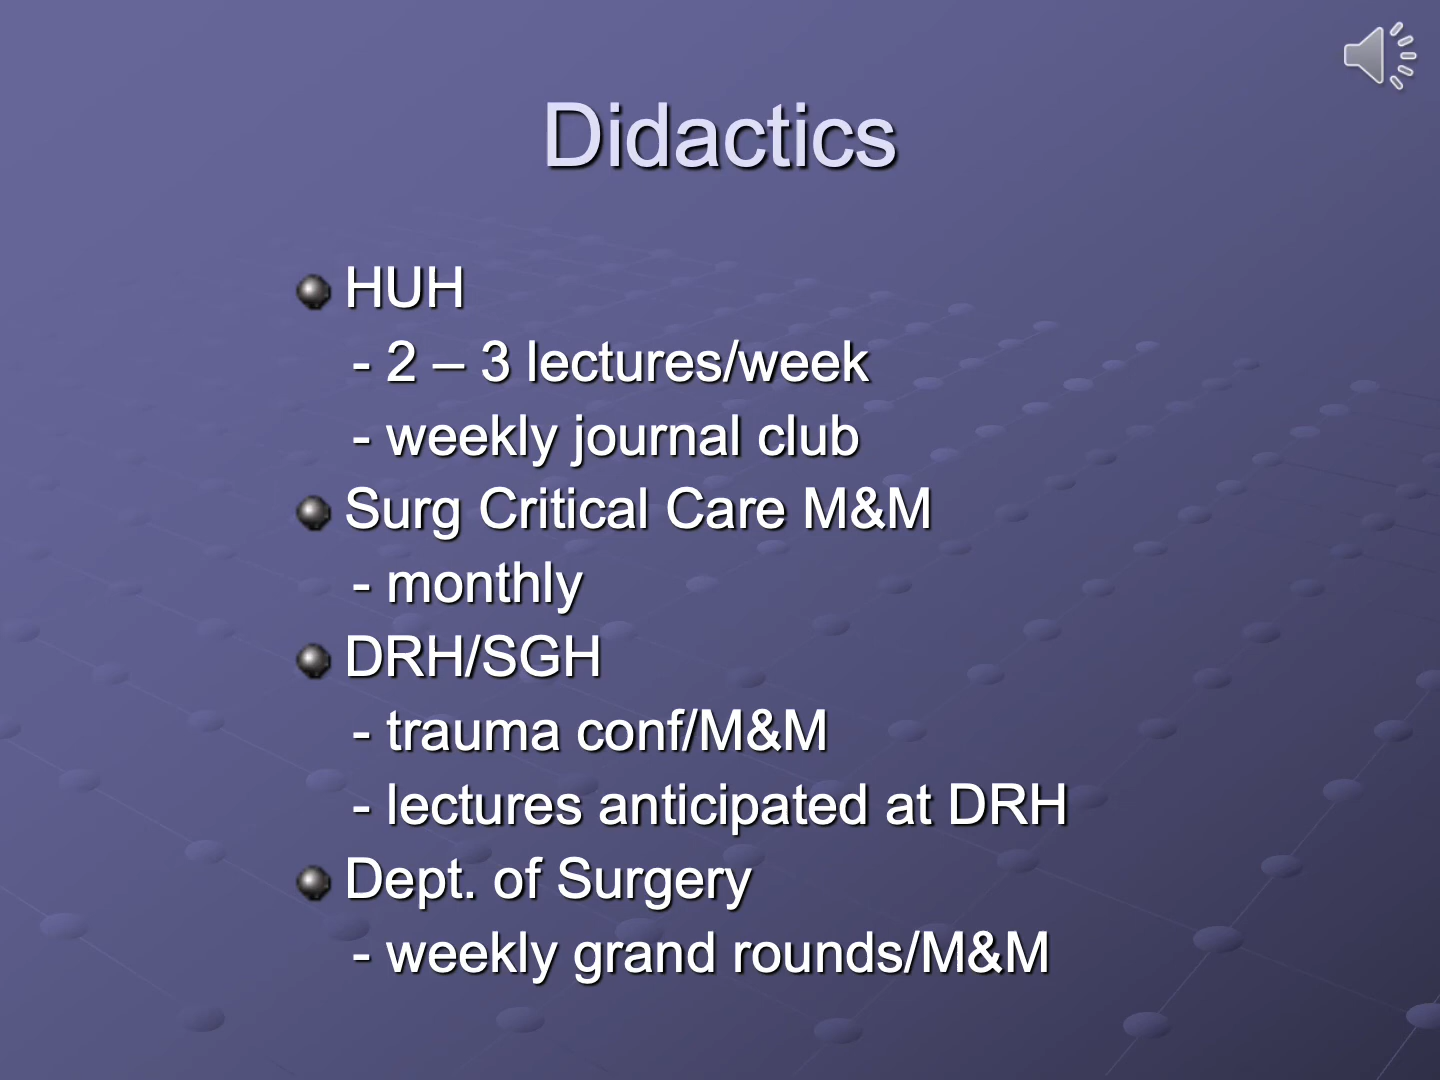 Didactics
HUH
- 2 – 3 lectures/week
- weekly journal club
Surg Critical Care M&M
- monthly
DRH/SGH
- trauma conf/M&M
- lectures anticipated at DRH
Dept. of Surgery
- weekly grand rounds/M&M